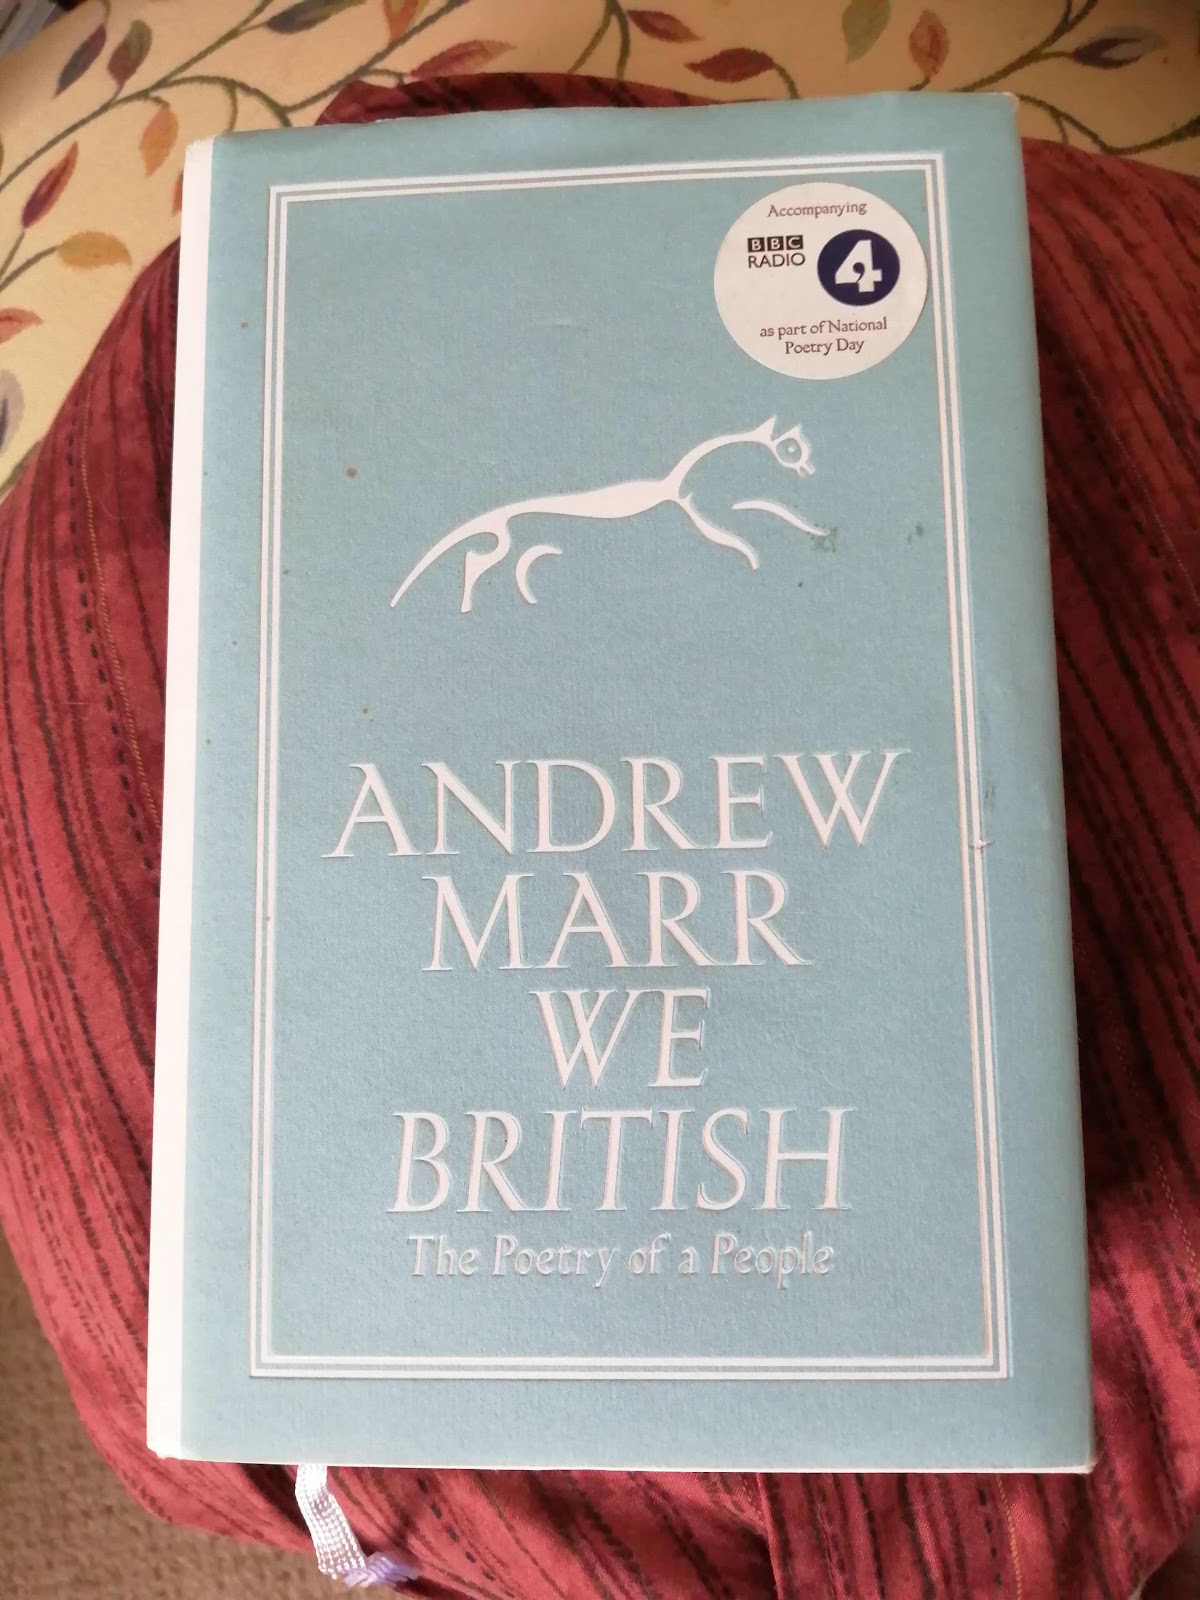 Accompanying
BBC
RADIO
4
as part of National
Poetry Day
ANDREW
MARR
WE
BRITISH
The Poetry of a People